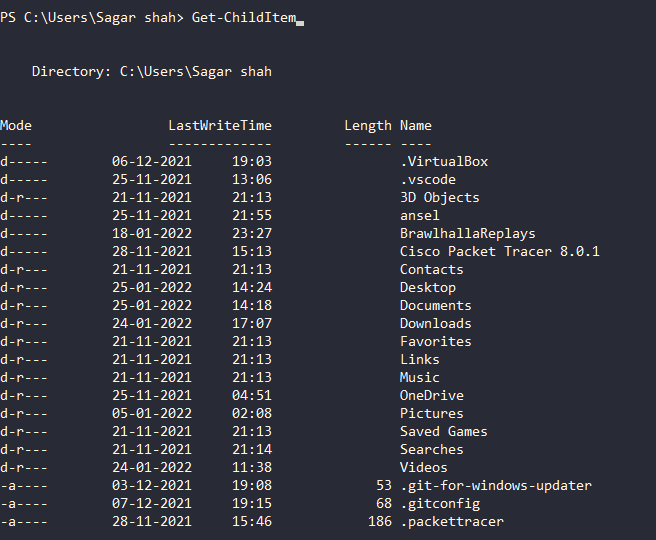 PS C:\Users\Sagar shah> Get-ChildItem
Directory: C:\Users\Sagar shah
Mode LastWriteTime Length Name
---- ------------- ------ ----
d----- 06-12-2021 19:03 .VirtualBox
d----- 25-11-2021 13:06 .vscode
d-r--- 21-11-2021 21:13 3D Objects
d----- 25-11-2021 21:55 ansel
d----- 18-01-2022 23:27 BrawlhallaReplays
d----- 28-11-2021 15:13 Cisco Packet Tracer 8.0.1
d-r--- 21-11-2021 21:13 Contacts
d-r--- 25-01-2022 14:24 Desktop
d-r--- 25-01-2022 14:18 Documents
d-r--- 24-01-2022 17:07 Downloads
d-r--- 21-11-2021 21:13 Favorites
d-r--- 21-11-2021 21:13 Links
d-r--- 21-11-2021 21:13 Music
d-r--- 25-11-2021 04:51 OneDrive
d-r--- 05-01-2022 02:08 Pictures
d-r--- 21-11-2021 21:13 Saved Games
d-r--- 21-11-2021 21:14 Searches
d-r--- 24-01-2022 11:38 Videos
-a---- 03-12-2021 19:08 53 .git-for-windows-updater
-a---- 07-12-2021 19:15 68 .gitconfig
-a---- 28-11-2021 15:46 186 .packettracer